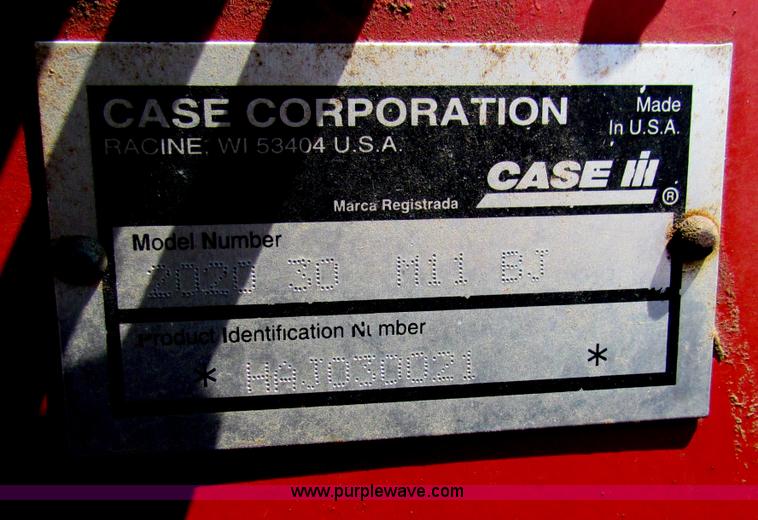 CASE CORPORATION
Made
In U.S.A.
RACINE, WI 53404 U.S.A.
CASE IH ®
Marca Registrada
Model Number
2020 30 M11 BJ
Product Identification Number
* HAJ030021 *
www.purplewave.com